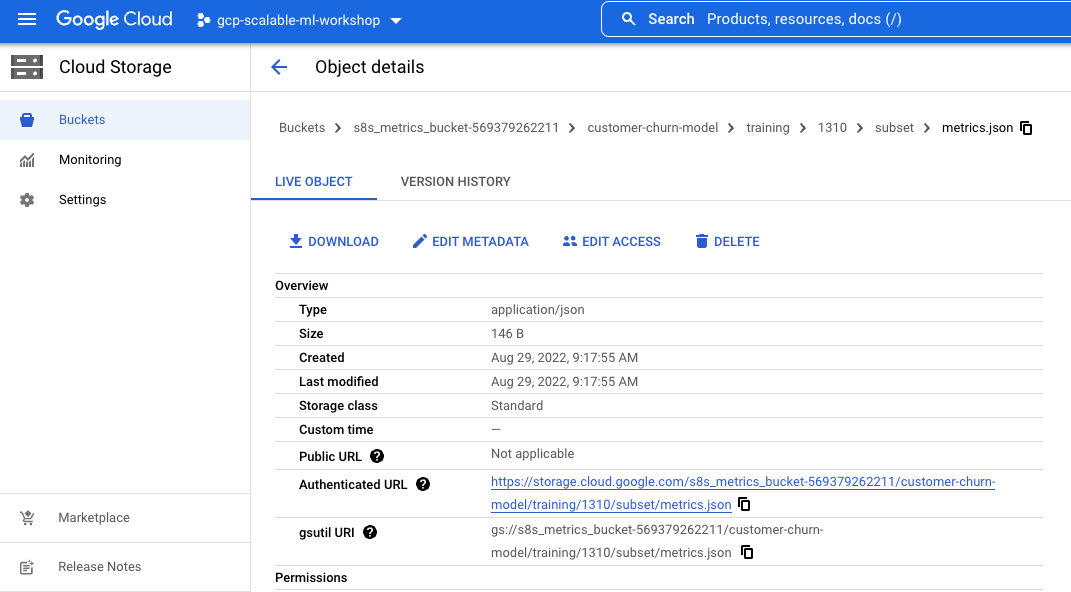 Google Cloud
gcp-scalable-ml-workshop
Search Products, resources, docs (/)
Cloud Storage
Object details
Buckets
Monitoring
Settings
Marketplace
Release Notes
Buckets > s8s_metrics_bucket-569379262211 > customer-churn-model > training > 1310 > subset > metrics.json
LIVE OBJECT
VERSION HISTORY
DOWNLOAD
EDIT METADATA
EDIT ACCESS
DELETE
Overview
Type application/json
Size 146 B
Created Aug 29, 2022, 9:17:55 AM
Last modified Aug 29, 2022, 9:17:55 AM
Storage class Standard
Custom time —
Public URL ? Not applicable
Authenticated URL ? https://storage.cloud.google.com/s8s_metrics_bucket-569379262211/customer-churn-
model/training/1310/subset/metrics.json
gsutil URI ? gs://s8s_metrics_bucket-569379262211/customer-churn-
model/training/1310/subset/metrics.json
Permissions